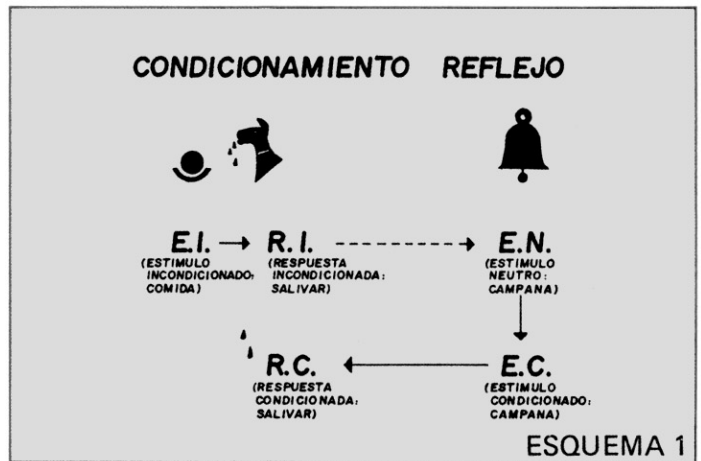 CONDICIONAMIENTO REFLEJO
E.I. R.I. E.N.
(ESTIMULO INCONDICIONADO: COMIDA)
(RESPUESTA INCONDICIONADA: SALIVAR)
(ESTIMULO NEUTRO: CAMPANA)
R.C. E.C.
(RESPUESTA CONDICIONADA: SALIVAR)
(ESTIMULO CONDICIONADO: CAMPANA)
ESQUEMA 1